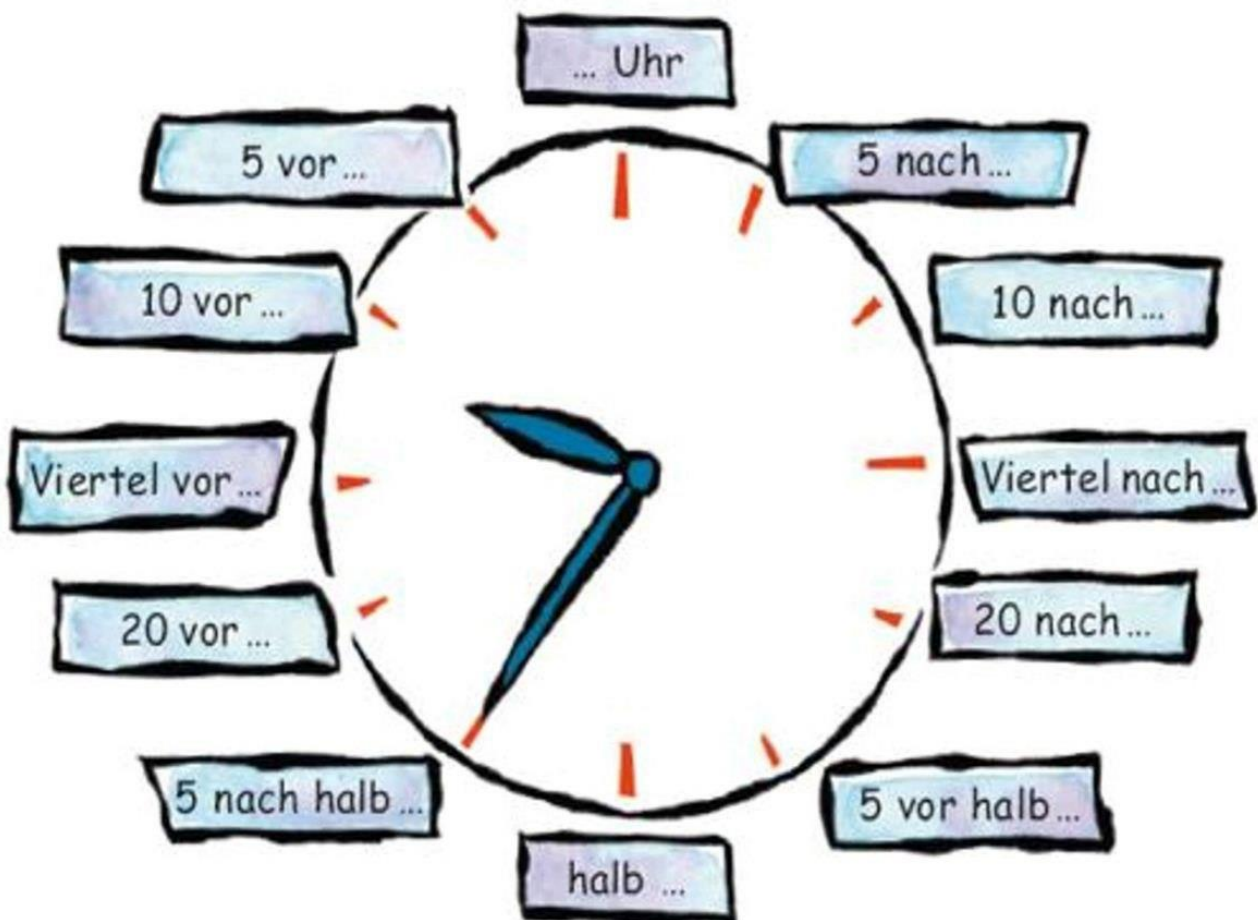 ... Uhr
5 vor ...
5 nach ...
10 vor ...
10 nach ...
Viertel vor ...
Viertel nach ...
20 vor ...
20 nach ...
5 nach halb ...
5 vor halb ...
halb ...